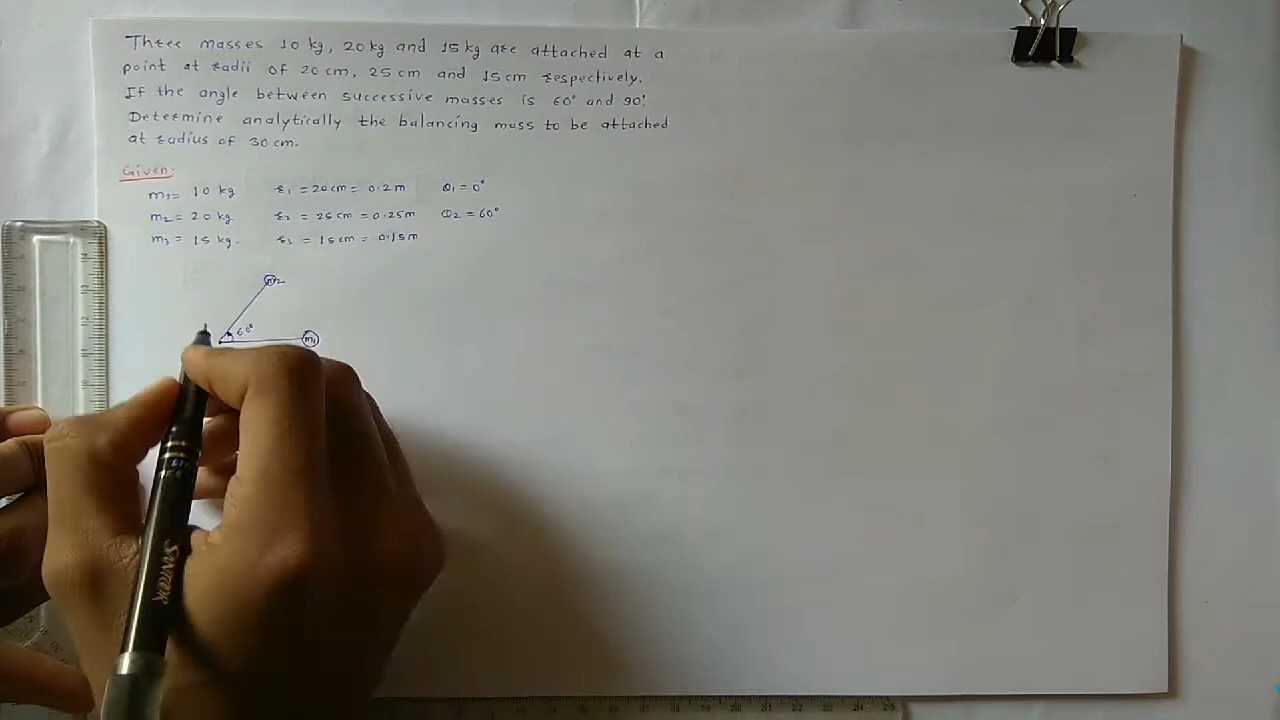 Three masses 10 kg, 20 kg and 15 kg are attached at a
point at radii of 20 cm, 25 cm and 15 cm respectively.
If the angle between successive masses is 60° and 90°.
Determine analytically the balancing mass to be attached
at radius of 30 cm.
Given:
m1 = 10 kg r1 = 20 cm = 0.2 m θ1 = 0°
m2 = 20 kg r2 = 25 cm = 0.25 m θ2 = 60°
m3 = 15 kg. r3 = 15 cm = 0.15 m
m2
60°
m1
SANTOOR